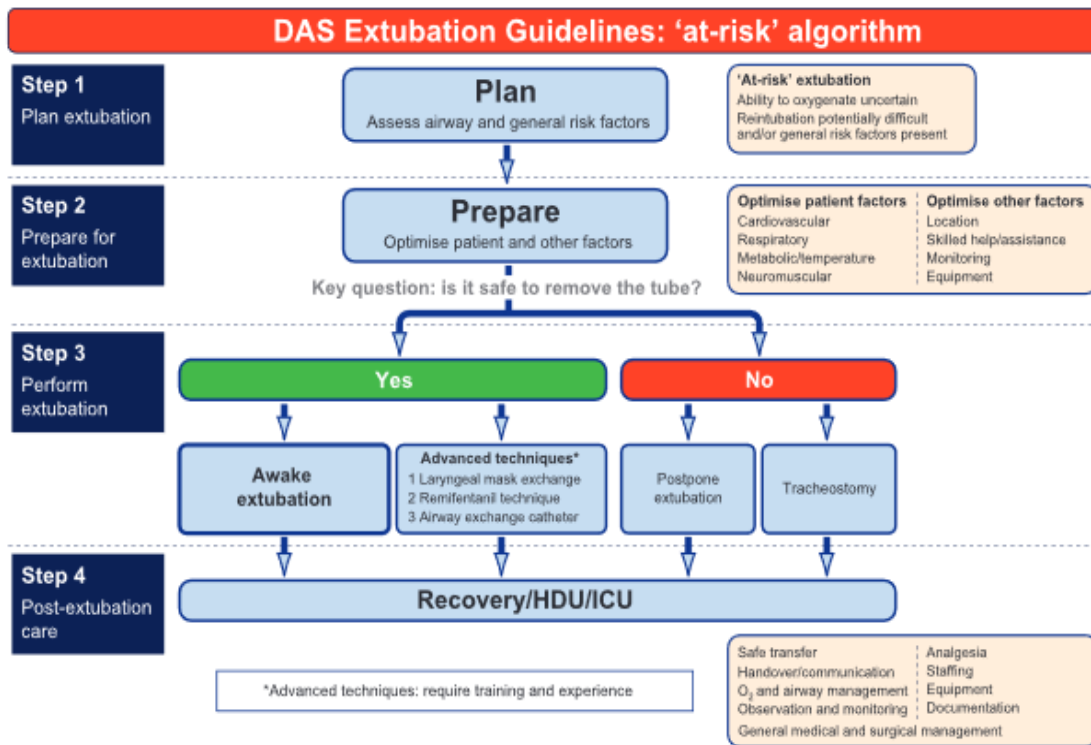 DAS Extubation Guidelines: ‘at-risk’ algorithm
Step 1
Plan extubation
Plan
Assess airway and general risk factors
‘At-risk’ extubation
Ability to oxygenate uncertain
Reintubation potentially difficult
and/or general risk factors present
Step 2
Prepare for
extubation
Prepare
Optimise patient and other factors
Optimise patient factors
Cardiovascular
Respiratory
Metabolic/temperature
Neuromuscular
Optimise other factors
Location
Skilled help/assistance
Monitoring
Equipment
Key question: is it safe to remove the tube?
Step 3
Perform
extubation
Yes
No
Awake
extubation
Advanced techniques*
1 Laryngeal mask exchange
2 Remifentanil technique
3 Airway exchange catheter
Postpone
extubation
Tracheostomy
Step 4
Post-extubation
care
Recovery/HDU/ICU
*Advanced techniques: require training and experience
Safe transfer
Handover/communication
O₂ and airway management
Observation and monitoring
Analgesia
Staffing
Equipment
Documentation
General medical and surgical management